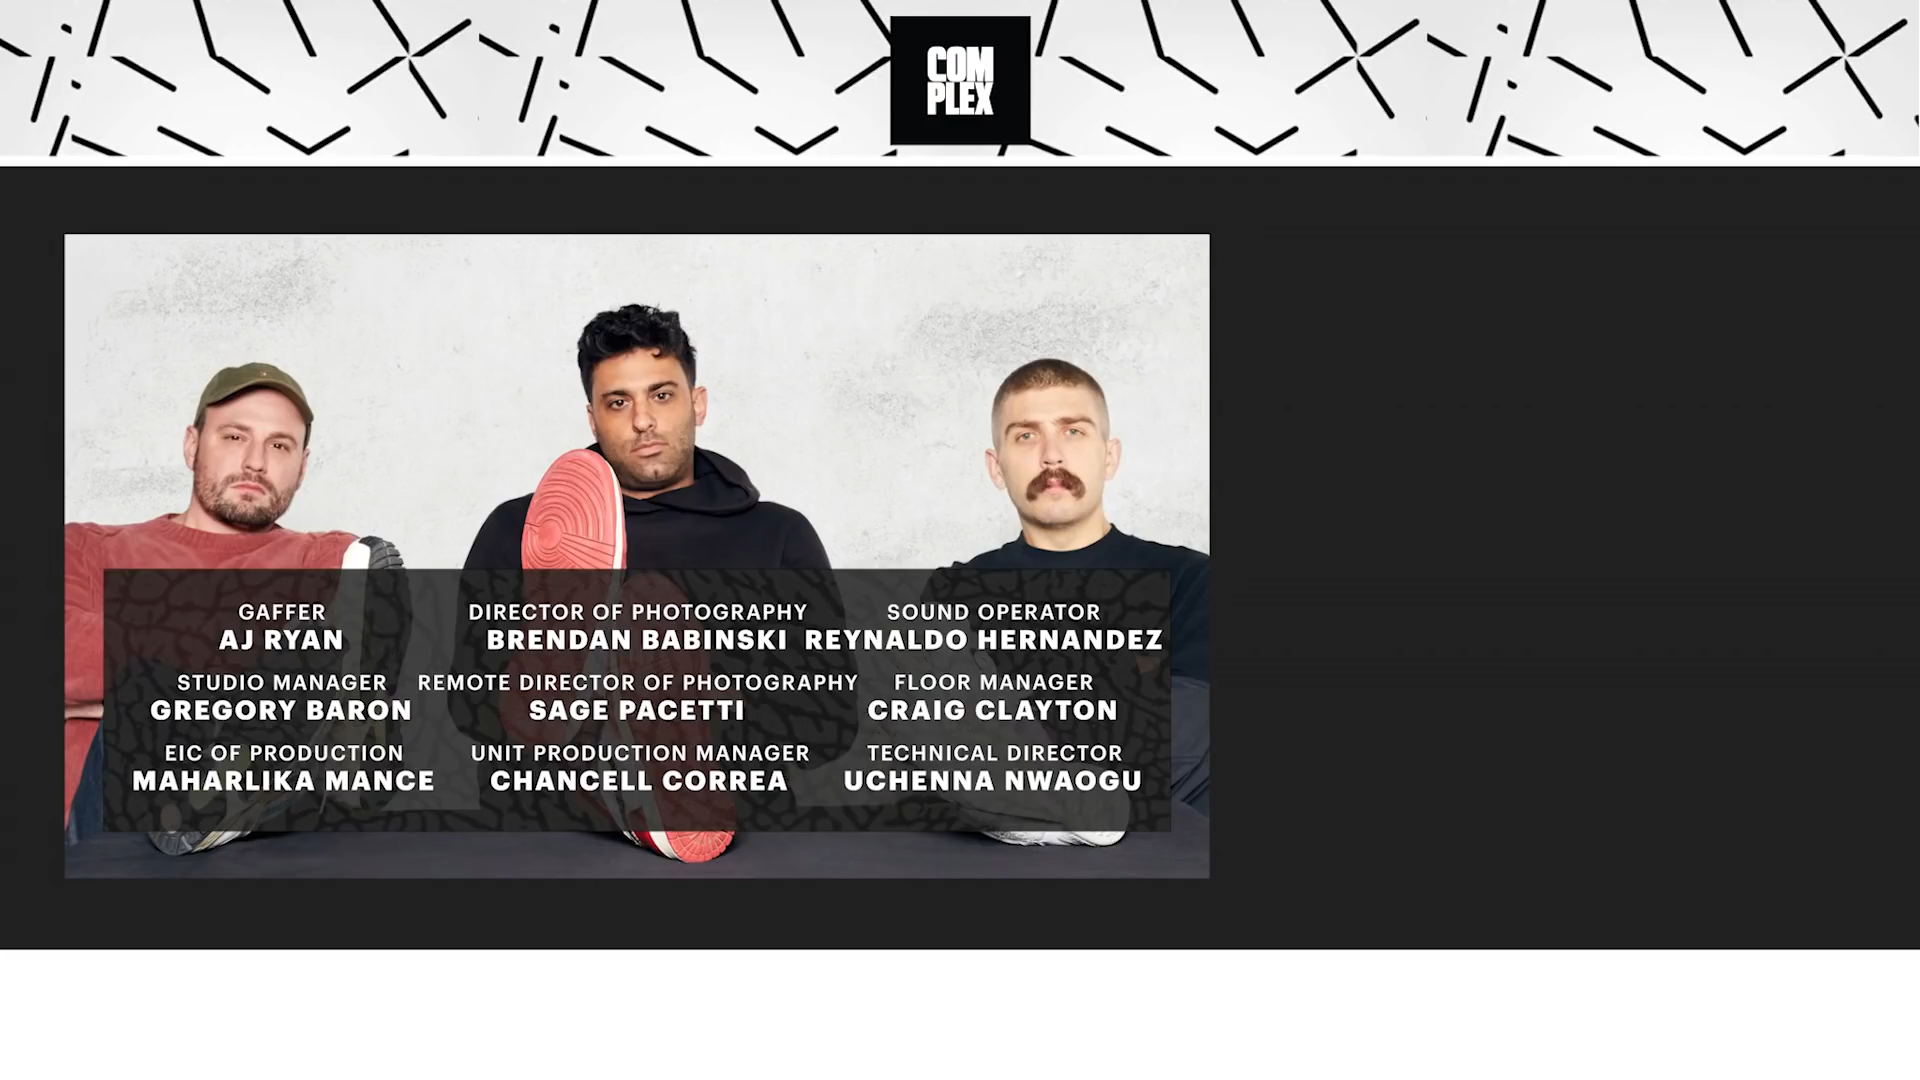 COM
PLEX
GAFFER
AJ RYAN
DIRECTOR OF PHOTOGRAPHY
BRENDAN BABINSKI
SOUND OPERATOR
REYNALDO HERNANDEZ
STUDIO MANAGER
GREGORY BARON
REMOTE DIRECTOR OF PHOTOGRAPHY
SAGE PACETTI
FLOOR MANAGER
CRAIG CLAYTON
EIC OF PRODUCTION
MAHARLIKA MANCE
UNIT PRODUCTION MANAGER
CHANCELL CORREA
TECHNICAL DIRECTOR
UCHENNA NWAOGU